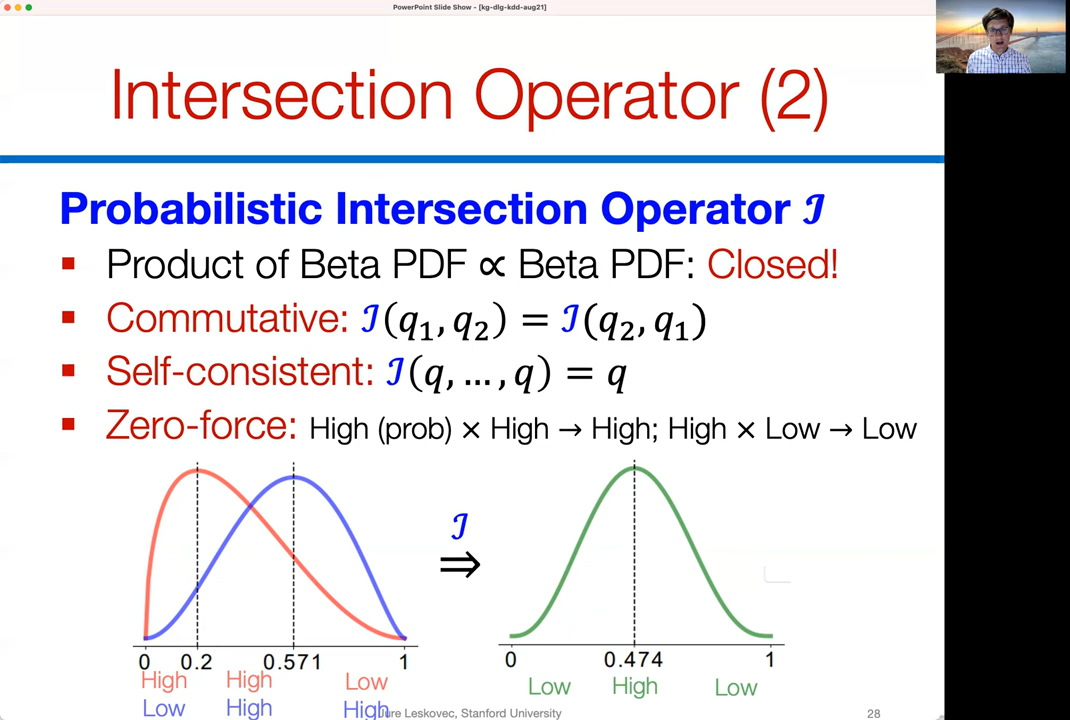 PowerPoint Slide Show - [kg-dlg-kdd-aug21]
Intersection Operator (2)
Probabilistic Intersection Operator ℐ
▪ Product of Beta PDF ∝ Beta PDF: Closed!
▪ Commutative: ℐ(q₁, q₂) = ℐ(q₂, q₁)
▪ Self-consistent: ℐ(q, … , q) = q
▪ Zero-force: High (prob) × High → High; High × Low → Low
ℐ
⇒
0 0.2 0.571 1
High High Low
Low High High
0 0.474 1
Low High Low
Jure Leskovec, Stanford University
28